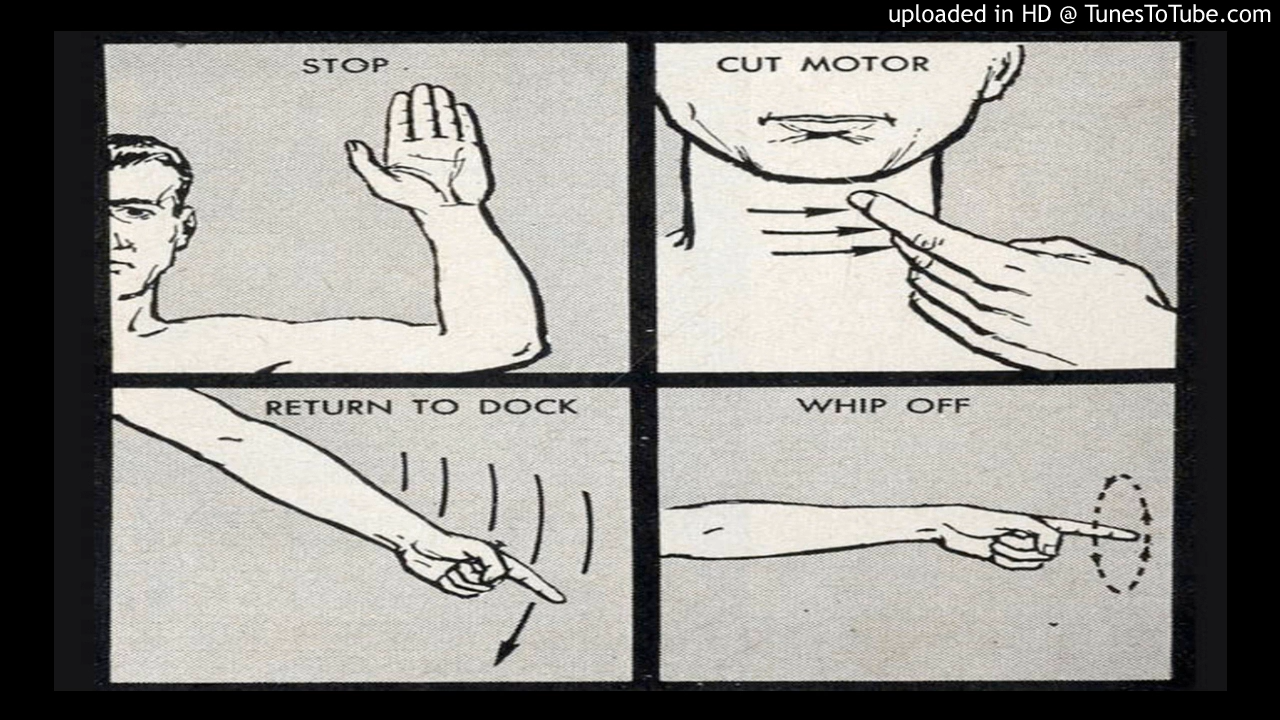 uploaded in HD @ TunesToTube.com
STOP
CUT MOTOR
RETURN TO DOCK
WHIP OFF